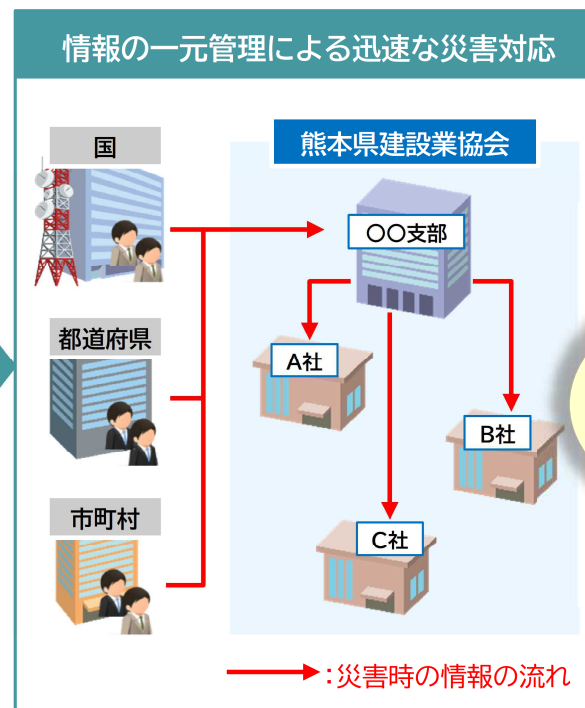 情報の一元管理による迅速な災害対応
国
熊本県建設業協会
〇〇支部
都道府県
A社
B社
市町村
C社
:災害時の情報の流れ